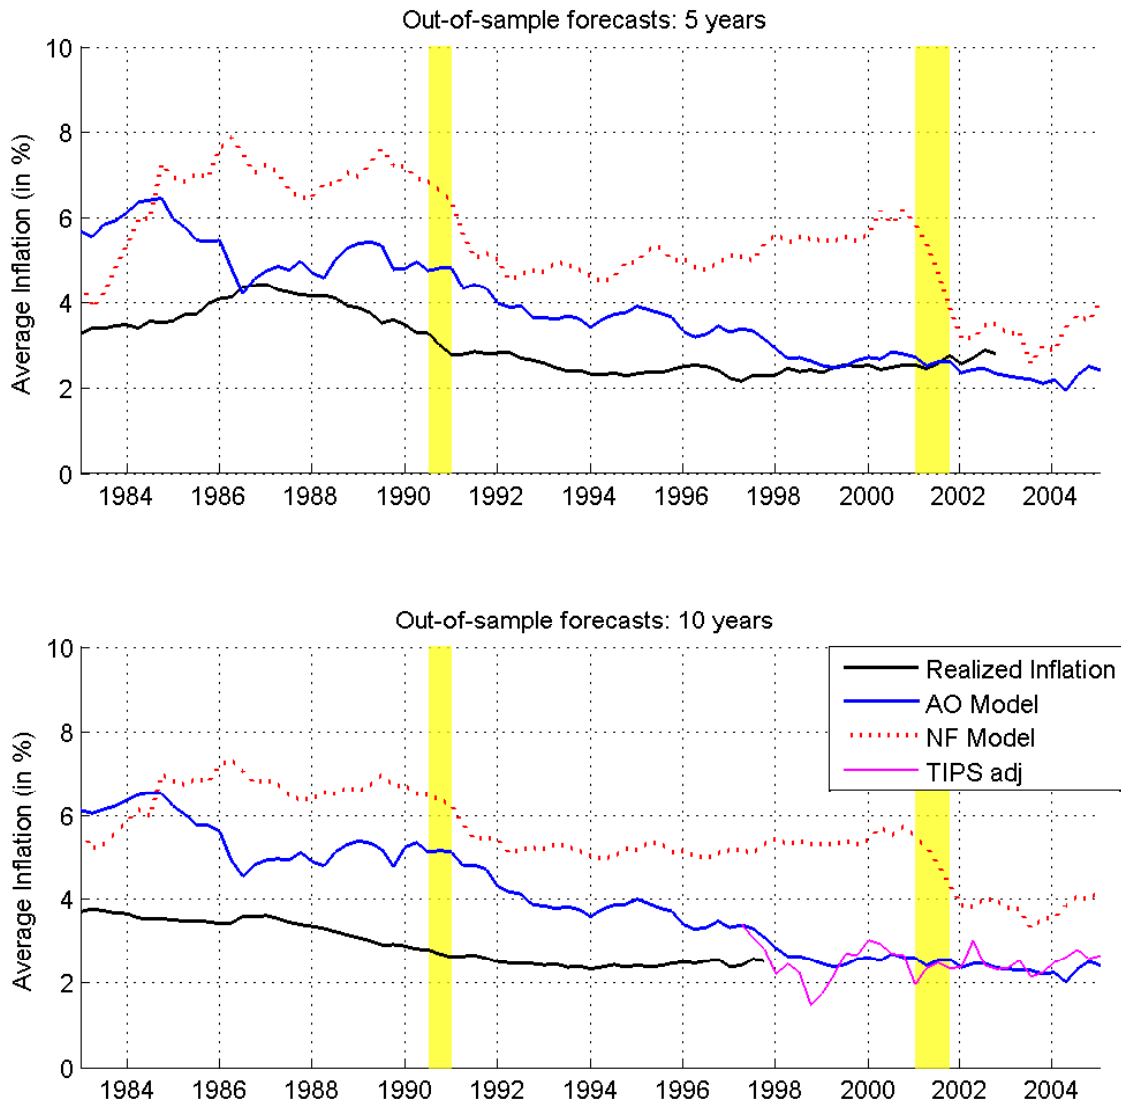 Out-of-sample forecasts: 5 years
10
8
6
4
2
0
Average Inflation (in %)
1984 1986 1988 1990 1992 1994 1996 1998 2000 2002 2004
Out-of-sample forecasts: 10 years
10
8
6
4
2
0
Average Inflation (in %)
Realized Inflation
AO Model
NF Model
TIPS adj
1984 1986 1988 1990 1992 1994 1996 1998 2000 2002 2004